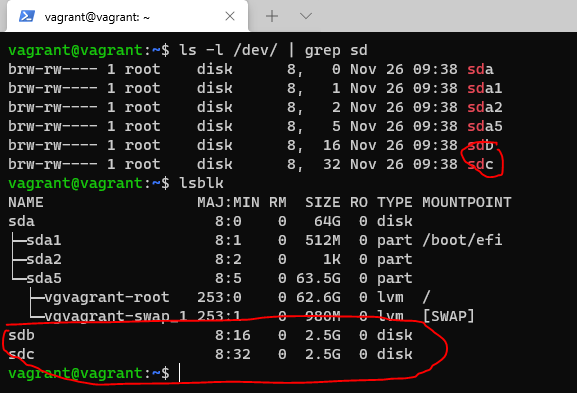 vagrant@vagrant: ~
vagrant@vagrant:~$ ls -l /dev/ | grep sd
brw-rw---- 1 root    disk      8,   0 Nov 26 09:38 sda
brw-rw---- 1 root    disk      8,   1 Nov 26 09:38 sda1
brw-rw---- 1 root    disk      8,   2 Nov 26 09:38 sda2
brw-rw---- 1 root    disk      8,   5 Nov 26 09:38 sda5
brw-rw---- 1 root    disk      8,  16 Nov 26 09:38 sdb
brw-rw---- 1 root    disk      8,  32 Nov 26 09:38 sdc
vagrant@vagrant:~$ lsblk
NAME                 MAJ:MIN RM  SIZE RO TYPE MOUNTPOINT
sda                    8:0    0   64G  0 disk
├─sda1                 8:1    0  512M  0 part /boot/efi
├─sda2                 8:2    0    1K  0 part
└─sda5                 8:5    0 63.5G  0 part
  ├─vgvagrant-root   253:0    0 62.6G  0 lvm  /
  └─vgvagrant-swap_1 253:1    0  980M  0 lvm  [SWAP]
sdb                    8:16   0  2.5G  0 disk
sdc                    8:32   0  2.5G  0 disk
vagrant@vagrant:~$